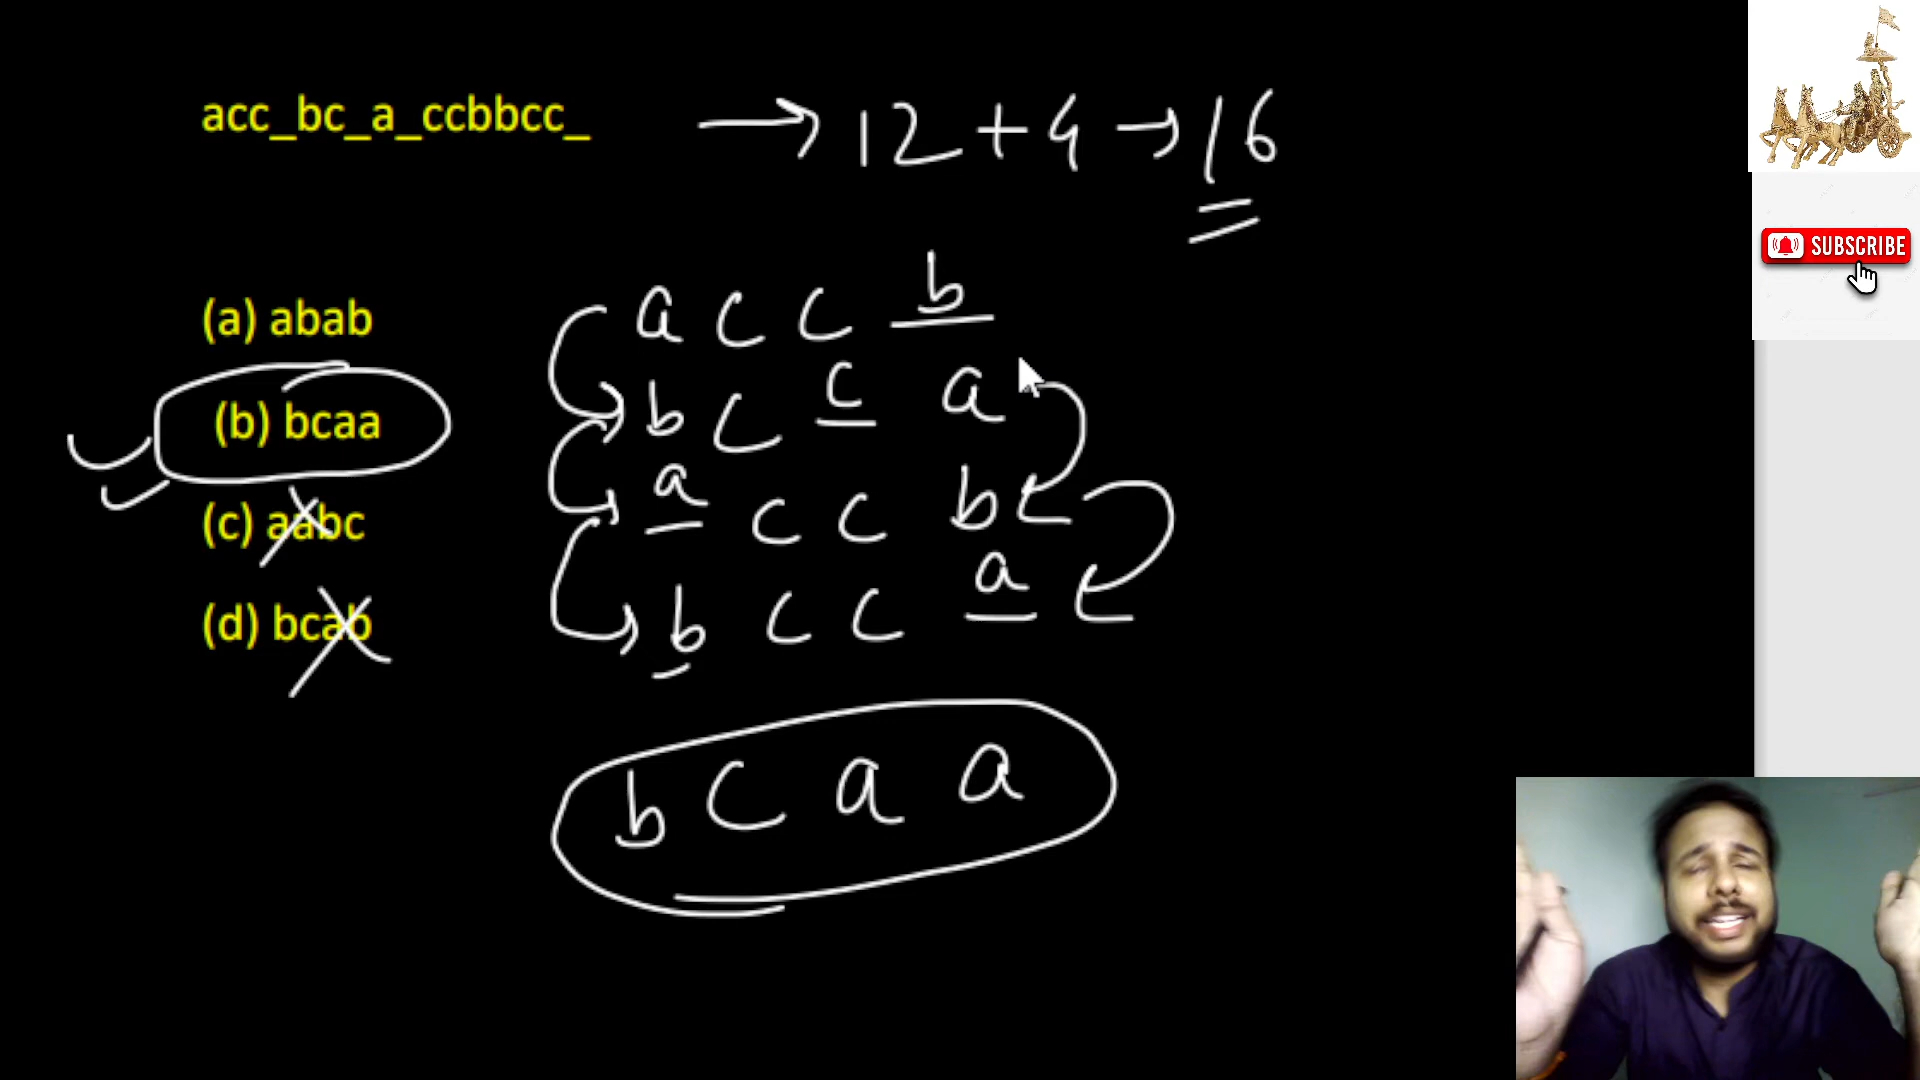 acc_bc_a_ccbbcc_ → 12 + 4 → 16
SUBSCRIBE
(a) abab
(b) bcaa
(c) aabc
(d) bcab
a c c b
b c c a
a c c b
b c c a
b c a a